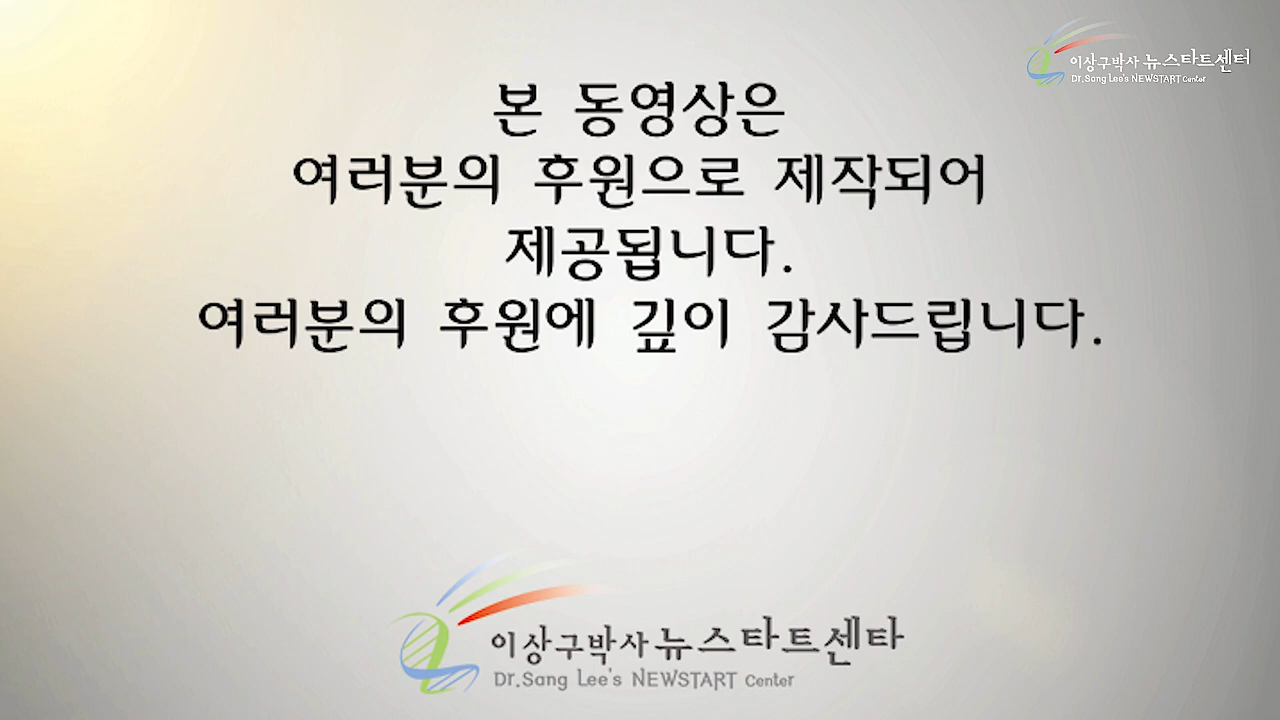 이상구박사 뉴스타트센터
Dr.Sang Lee's NEWSTART Center
본 동영상은
여러분의 후원으로 제작되어
제공됩니다.
여러분의 후원에 깊이 감사드립니다.
이상구박사 뉴스타트센타
Dr.Sang Lee's NEWSTART Center